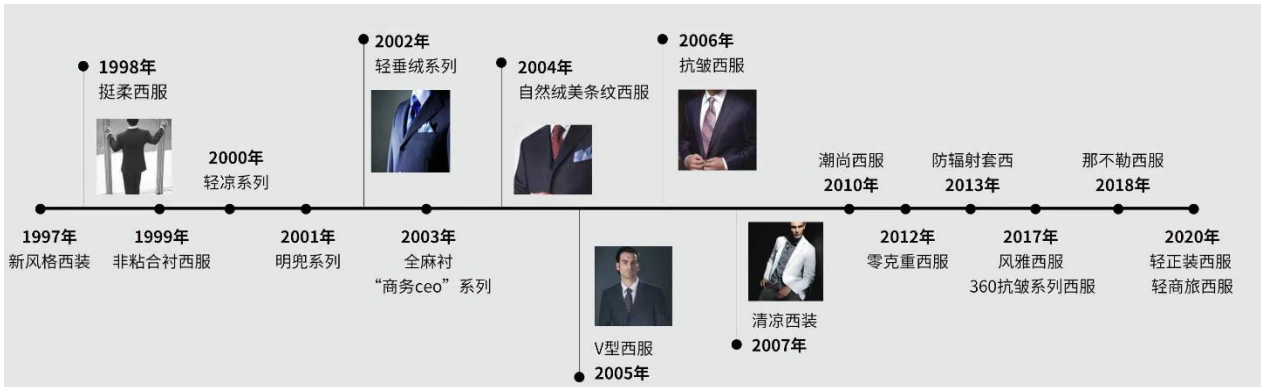 1997年
新风格西装
1998年
挺柔西服
1999年
非粘合衬西服
2000年
轻凉系列
2001年
明兜系列
2002年
轻垂绒系列
2003年
全麻衬
“商务ceo”系列
2004年
自然绒美条纹西服
V型西服
2005年
2006年
抗皱西服
清凉西装
2007年
潮尚西服
2010年
2012年
零克重西服
防辐射套西
2013年
2017年
风雅西服
360抗皱系列西服
那不勒西服
2018年
2020年
轻正装西服
轻商旅西服